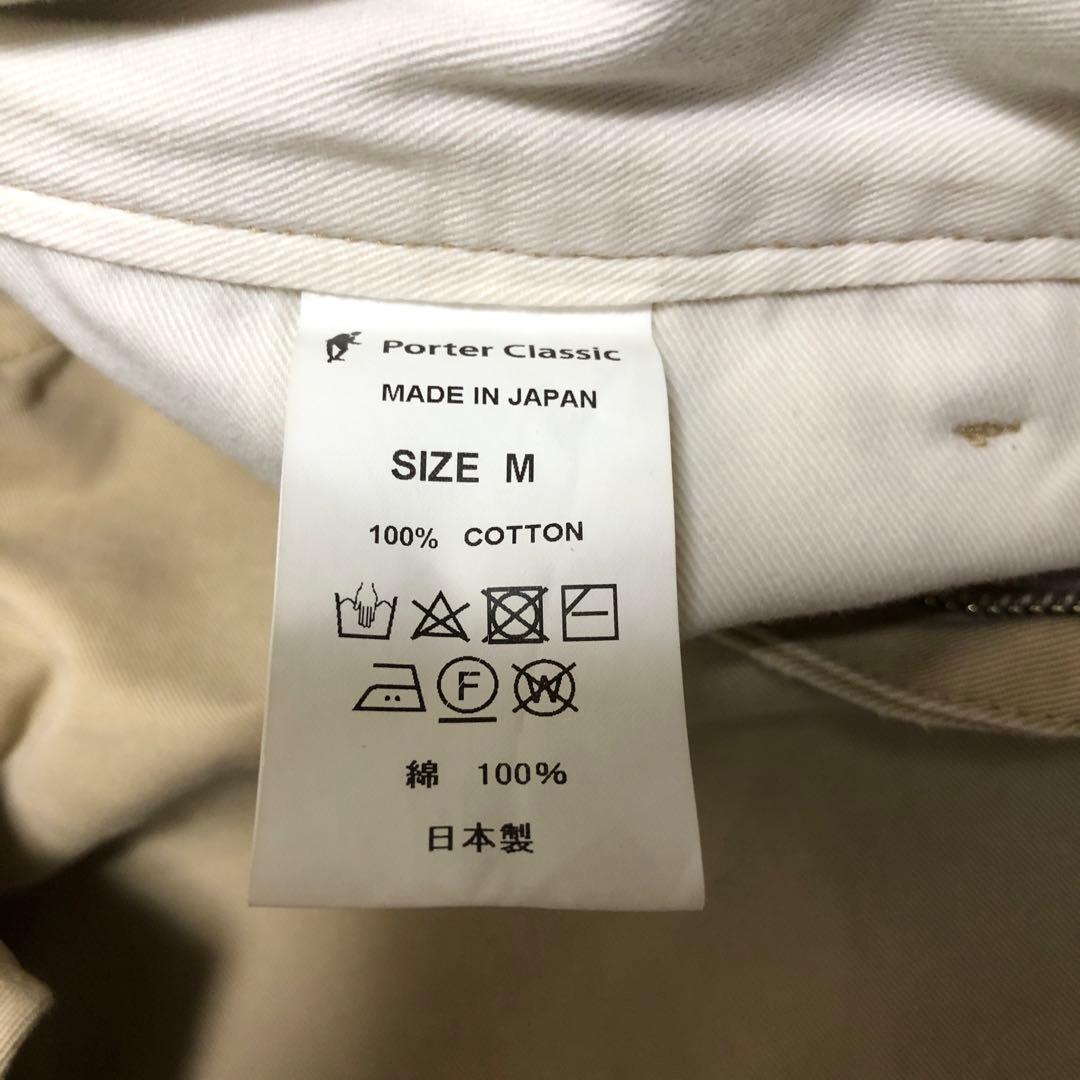 Porter Classic
MADE IN JAPAN
SIZE M
100% COTTON
F W
綿 100%
日本製